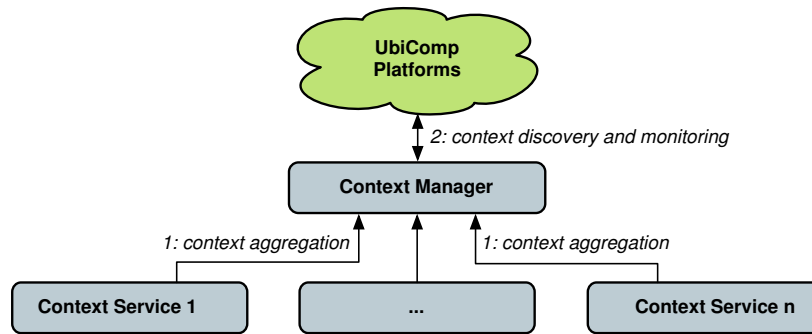 UbiComp
Platforms
2: context discovery and monitoring
Context Manager
1: context aggregation
1: context aggregation
Context Service 1
...
Context Service n